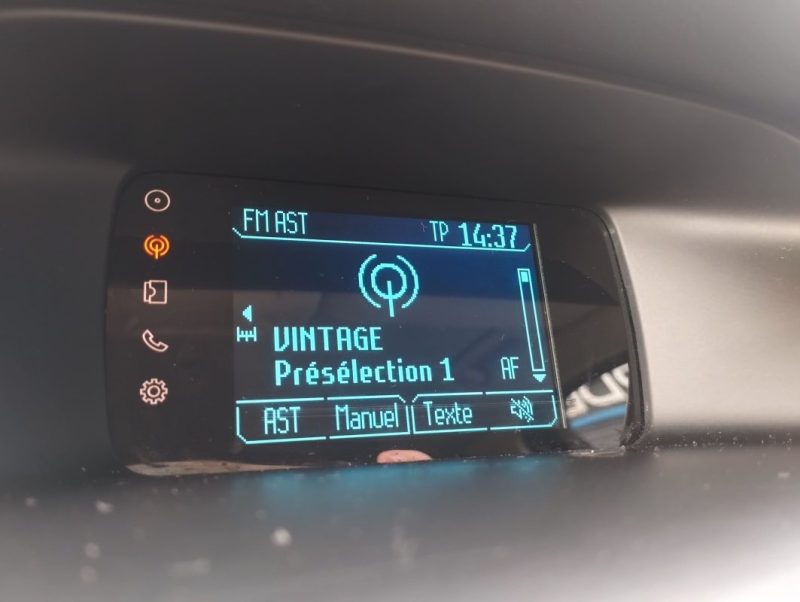 FM AST TP 14:37
VINTAGE
Présélection 1 AF
AST Manuel Texte